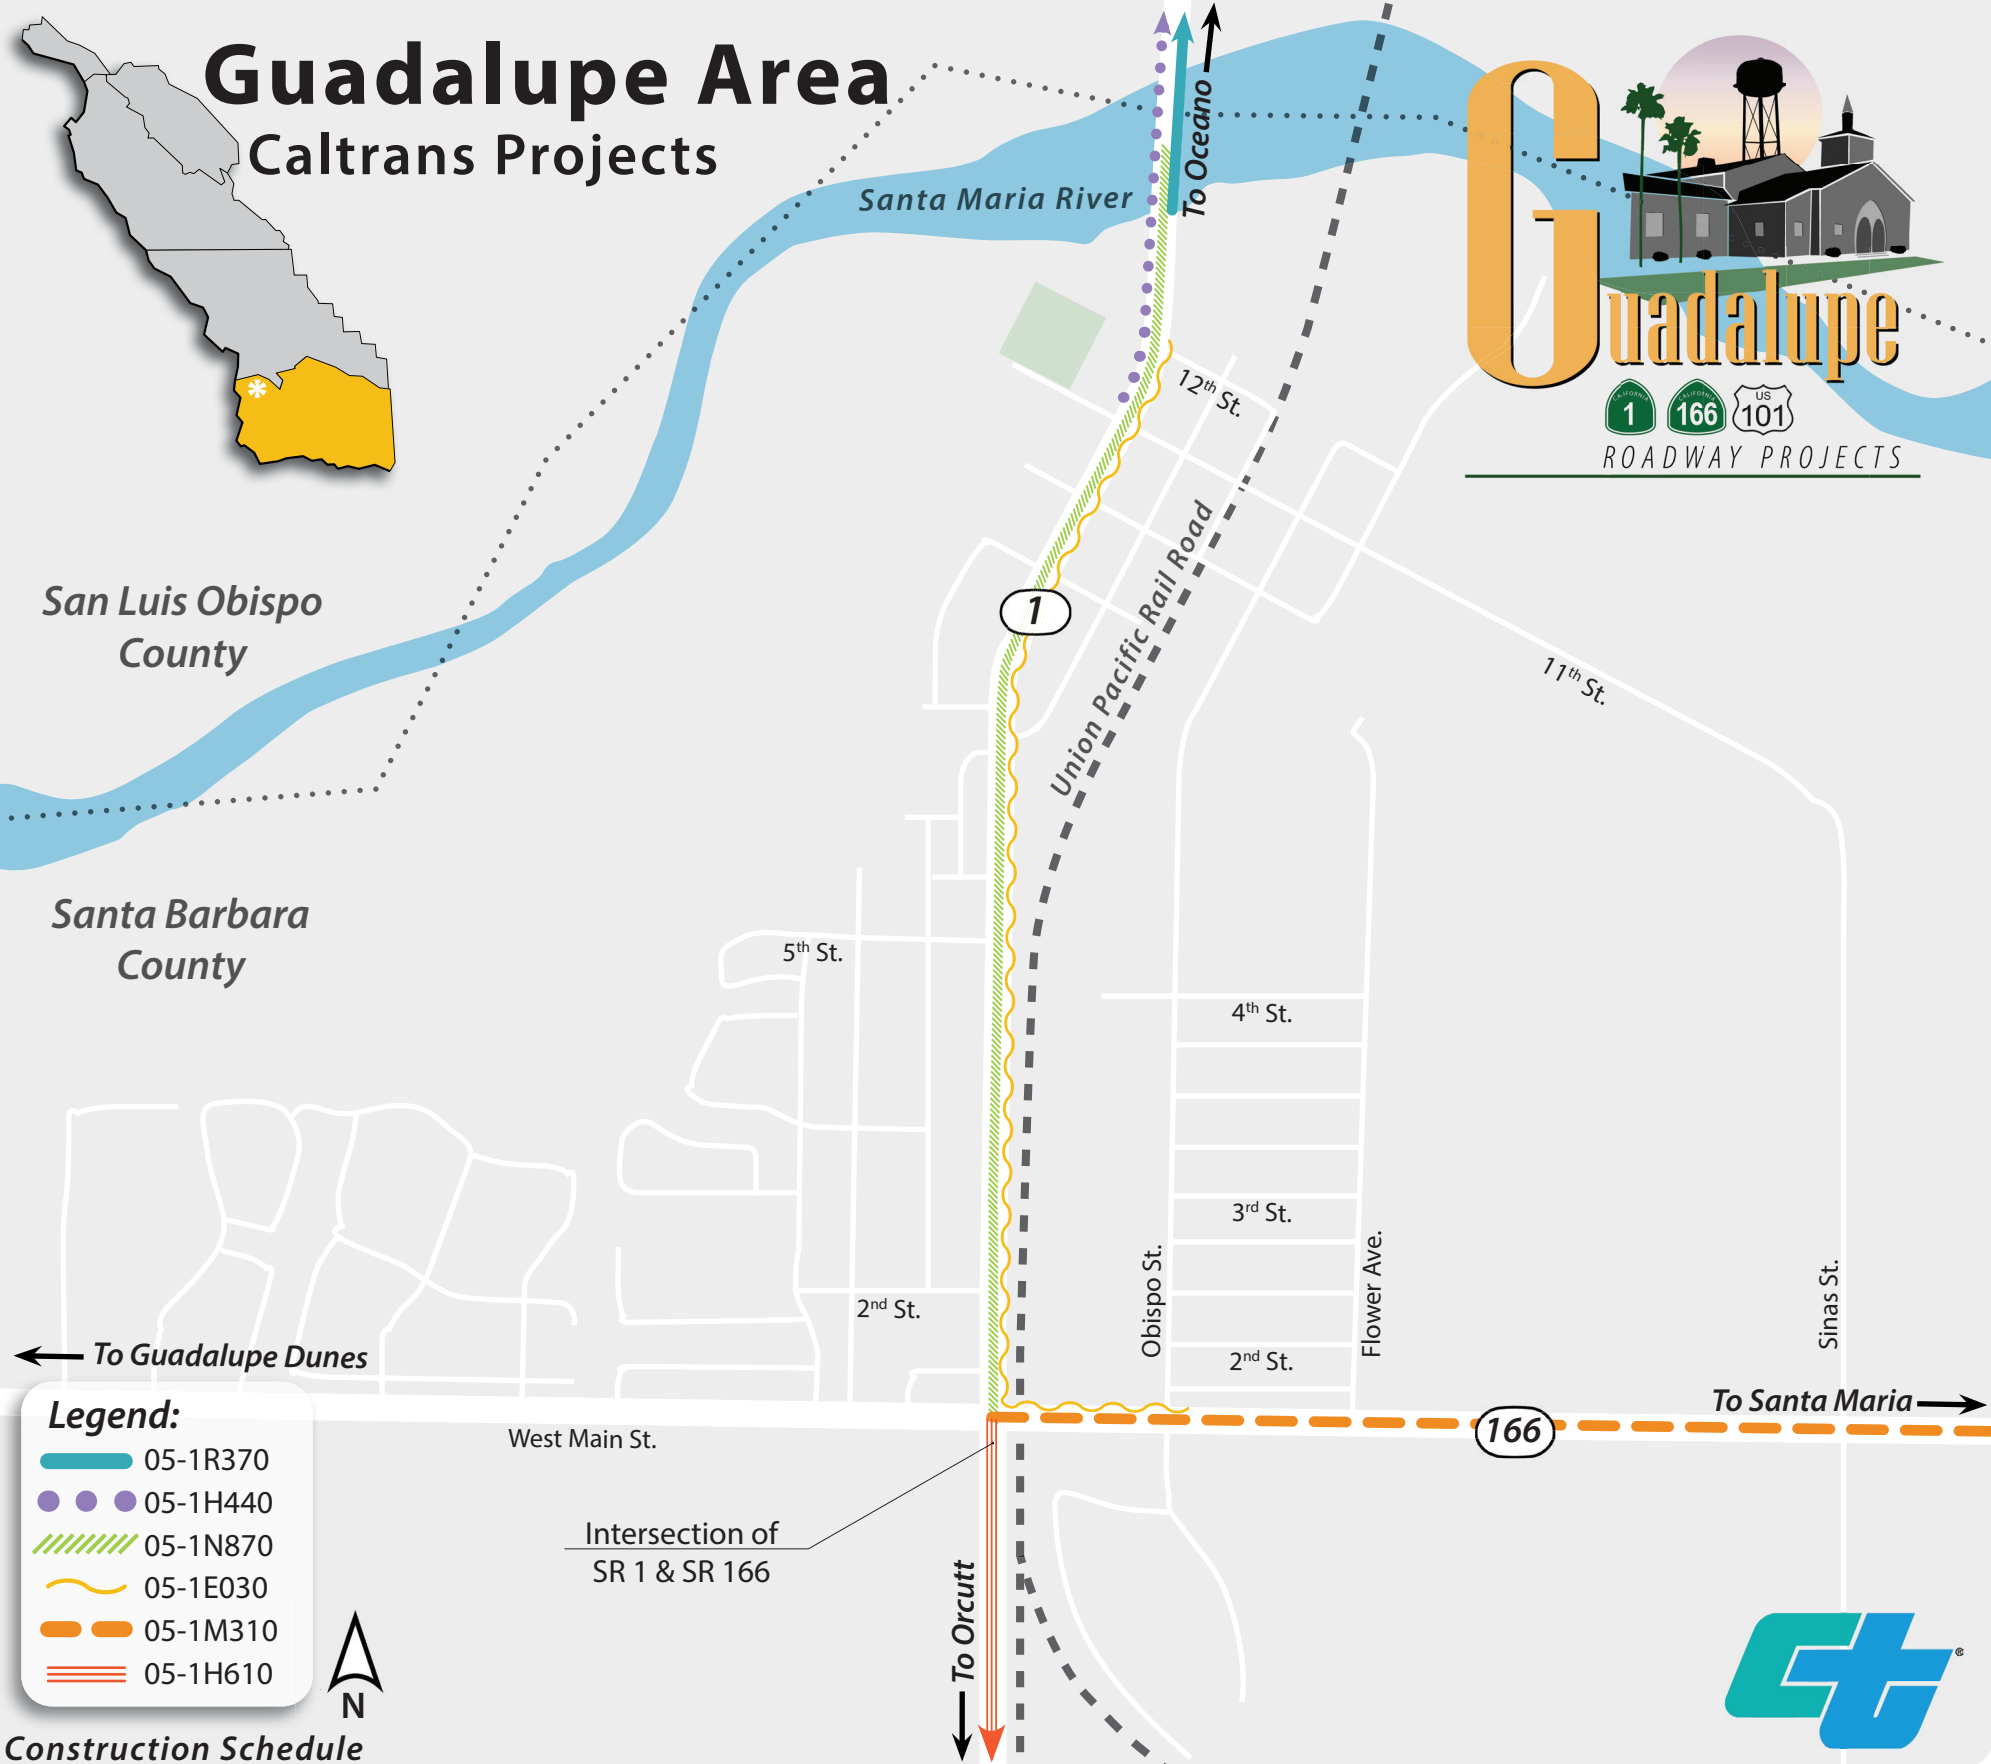 Guadalupe Area
Caltrans Projects
To Oceano
Santa Maria River
Guadalupe
CALIFORNIA
1
CALIFORNIA
166
US
101
ROADWAY PROJECTS
12th St.
San Luis Obispo
County
1
Union Pacific Rail Road
11th St.
Santa Barbara
County
5th St.
4th St.
3rd St.
Obispo St.
Flower Ave.
Sinas St.
2nd St.
2nd St.
To Guadalupe Dunes
To Santa Maria
West Main St.
166
Legend:
05-1R370
05-1H440
05-1N870
05-1E030
05-1M310
05-1H610
Intersection of
SR 1 & SR 166
To Orcutt
N
Construction Schedule
®